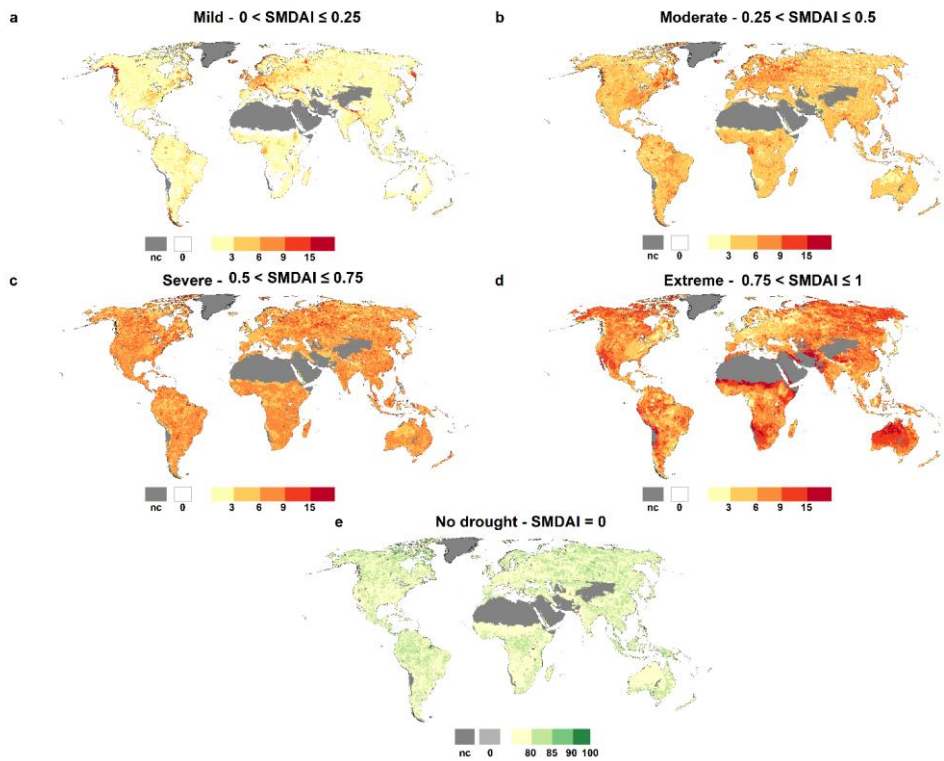 a
Mild - 0 < SMDAI ≤ 0.25
b
Moderate - 0.25 < SMDAI ≤ 0.5
nc 0 3 6 9 15
nc 0 3 6 9 15
c
Severe - 0.5 < SMDAI ≤ 0.75
d
Extreme - 0.75 < SMDAI ≤ 1
nc 0 3 6 9 15
nc 0 3 6 9 15
e
No drought - SMDAI = 0
nc 0 80 85 90 100